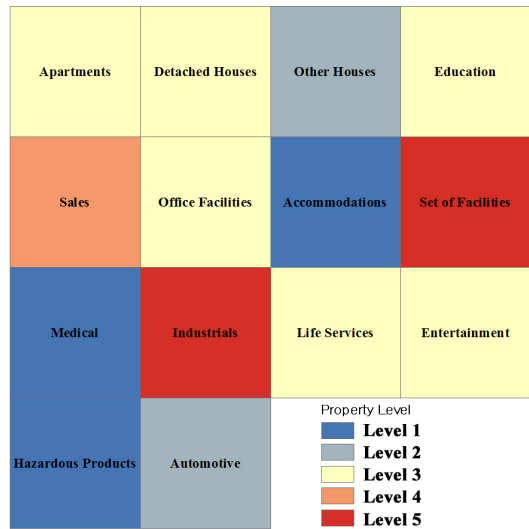 Apartments
Detached Houses
Other Houses
Education
Sales
Office Facilities
Accommodations
Set of Facilities
Medical
Industrials
Life Services
Entertainment
Hazardous Products
Automotive
Property Level
Level 1
Level 2
Level 3
Level 4
Level 5